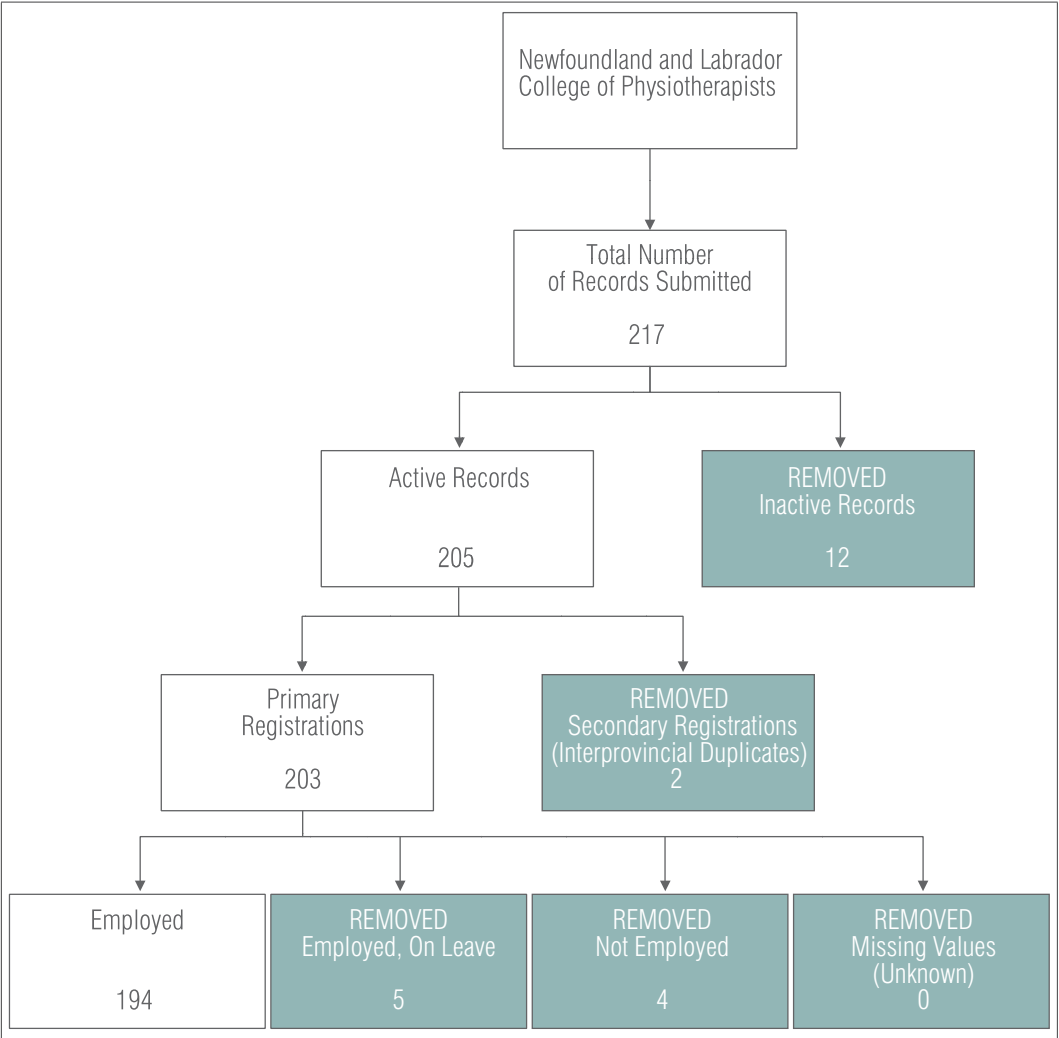 Newfoundland and Labrador
College of Physiotherapists
Total Number
of Records Submitted
217
Active Records
205
REMOVED
Inactive Records
12
Primary
Registrations
203
REMOVED
Secondary Registrations
(Interprovincial Duplicates)
2
Employed
194
REMOVED
Employed, On Leave
5
REMOVED
Not Employed
4
REMOVED
Missing Values
(Unknown)
0